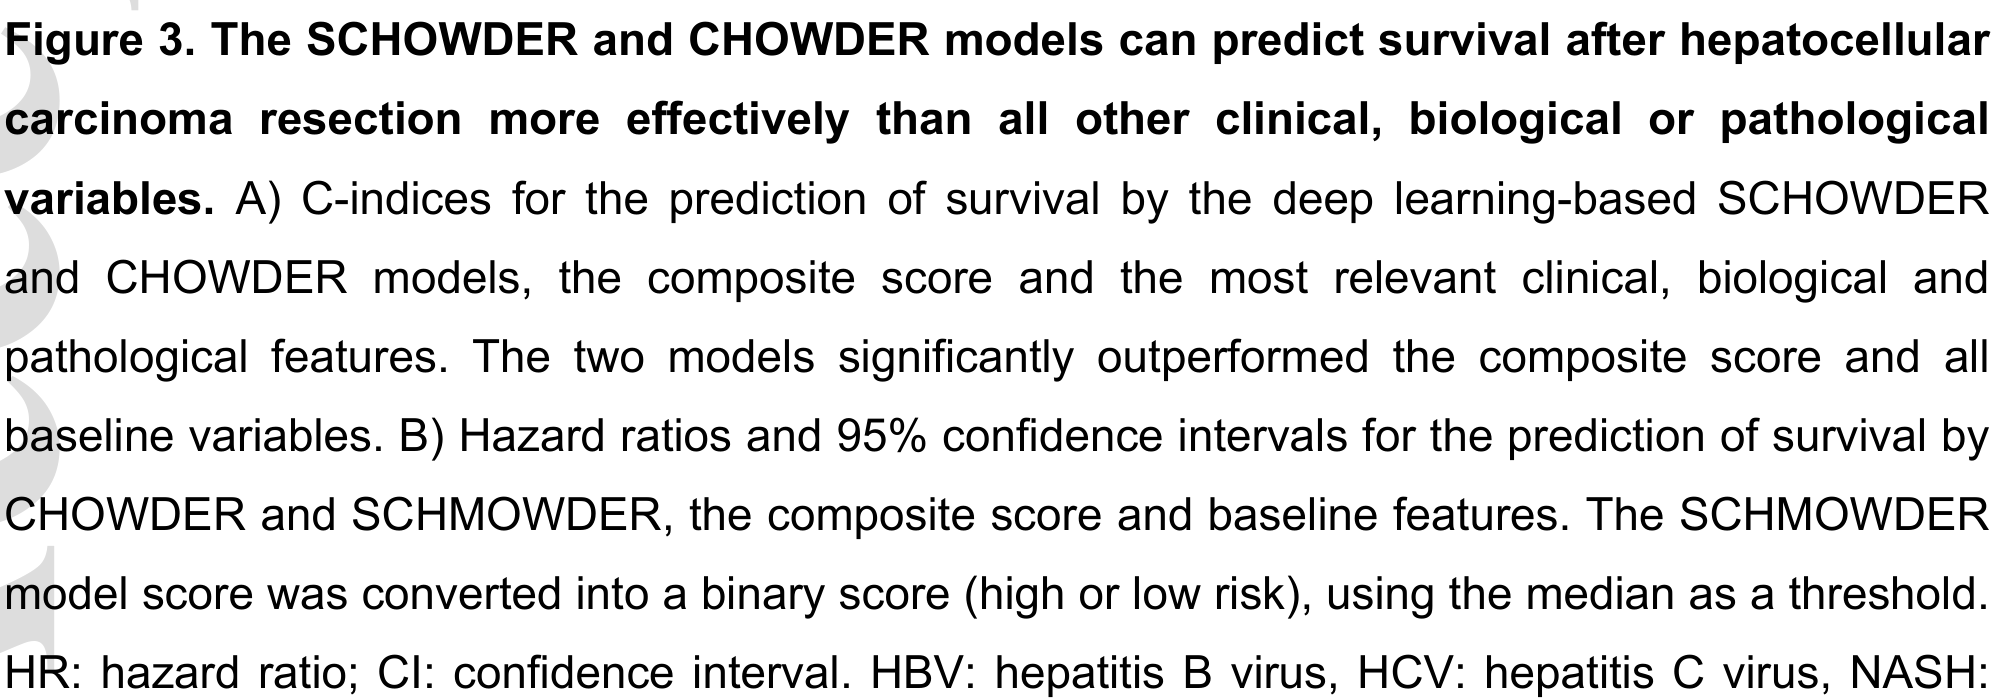 Figure 3. The SCHOWDER and CHOWDER models can predict survival after hepatocellular
carcinoma resection more effectively than all other clinical, biological or pathological
variables. A) C-indices for the prediction of survival by the deep learning-based SCHOWDER
and CHOWDER models, the composite score and the most relevant clinical, biological and
pathological features. The two models significantly outperformed the composite score and all
baseline variables. B) Hazard ratios and 95% confidence intervals for the prediction of survival by
CHOWDER and SCHMOWDER, the composite score and baseline features. The SCHMOWDER
model score was converted into a binary score (high or low risk), using the median as a threshold.
HR: hazard ratio; CI: confidence interval. HBV: hepatitis B virus, HCV: hepatitis C virus, NASH: